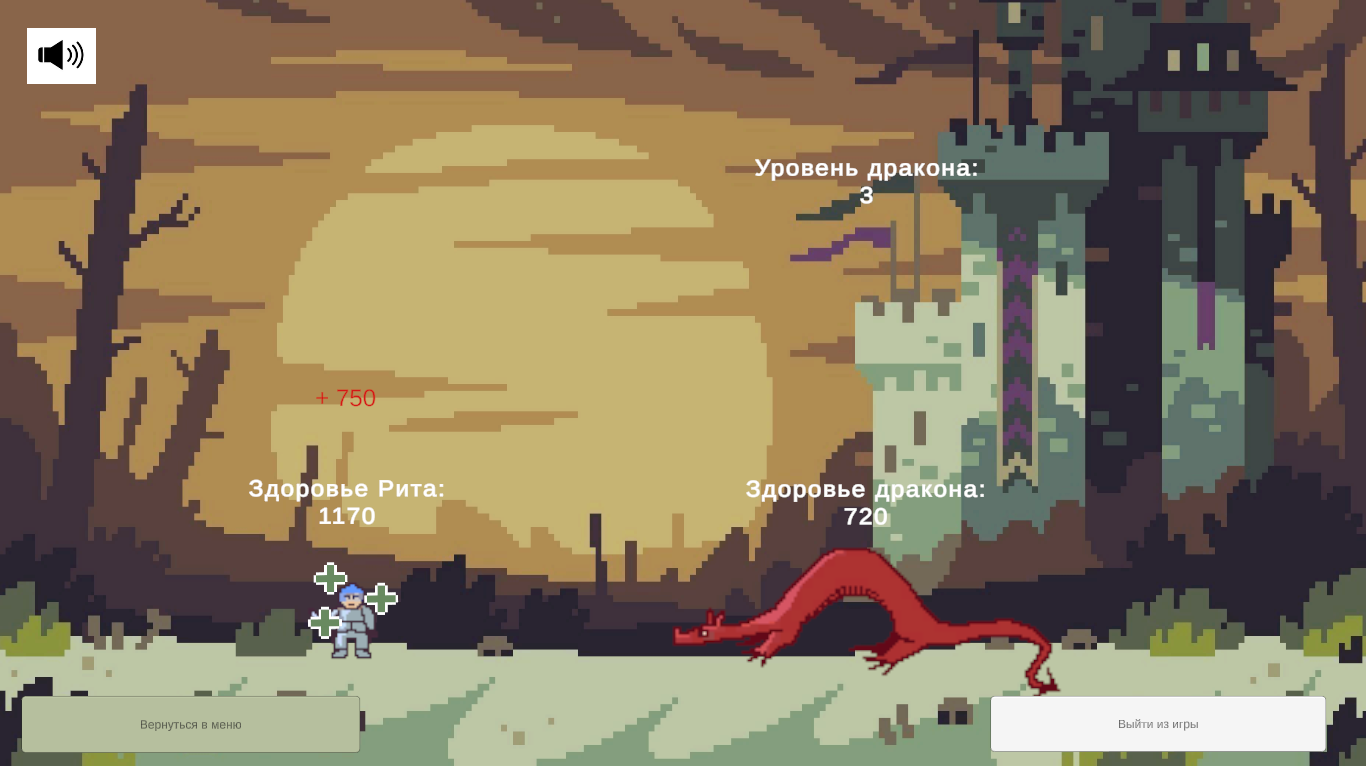 Уровень дракона:
3
+ 750
Здоровье Рита:
1170
Здоровье дракона:
720
Вернуться в меню
Выйти из игры